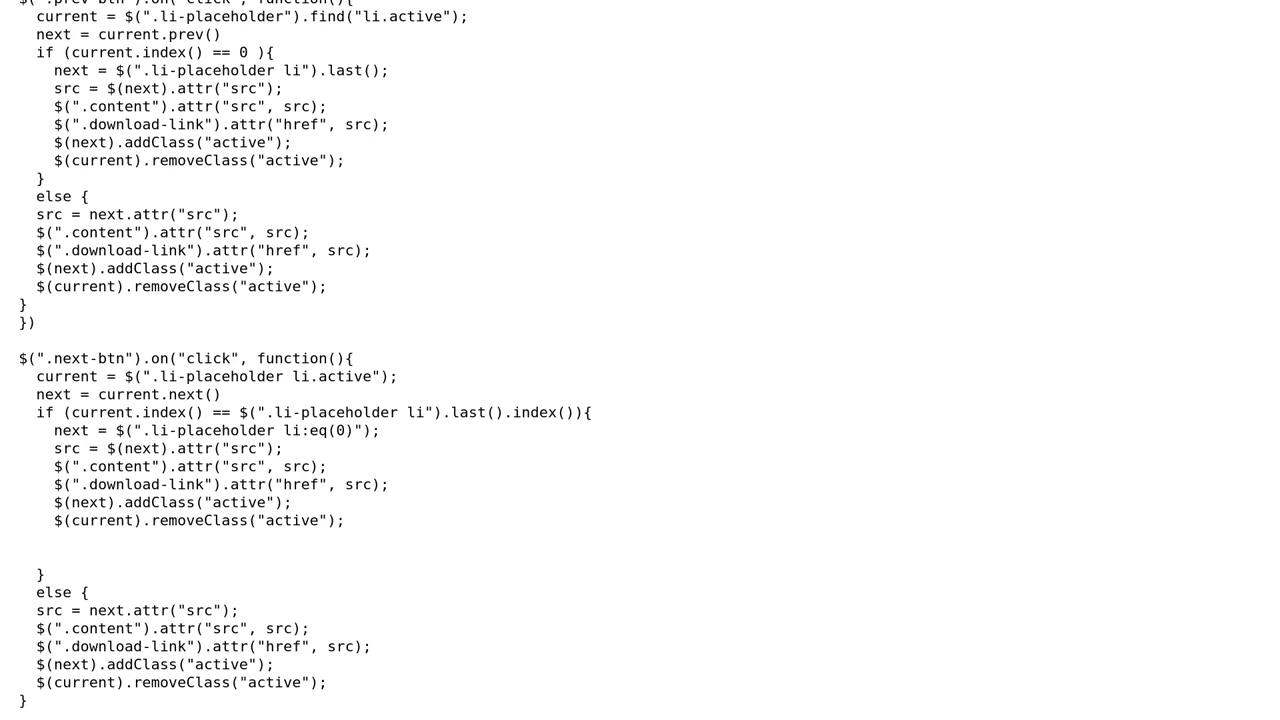 $(".prev-btn").on("click", function(){
current = $(".li-placeholder").find("li.active");
next = current.prev()
if (current.index() == 0 ){
next = $(".li-placeholder li").last();
src = $(next).attr("src");
$(".content").attr("src", src);
$(".download-link").attr("href", src);
$(next).addClass("active");
$(current).removeClass("active");
}
else {
src = next.attr("src");
$(".content").attr("src", src);
$(".download-link").attr("href", src);
$(next).addClass("active");
$(current).removeClass("active");
}
})
$(".next-btn").on("click", function(){
current = $(".li-placeholder li.active");
next = current.next()
if (current.index() == $(".li-placeholder li").last().index()){
next = $(".li-placeholder li:eq(0)");
src = $(next).attr("src");
$(".content").attr("src", src);
$(".download-link").attr("href", src);
$(next).addClass("active");
$(current).removeClass("active");
}
else {
src = next.attr("src");
$(".content").attr("src", src);
$(".download-link").attr("href", src);
$(next).addClass("active");
$(current).removeClass("active");
}